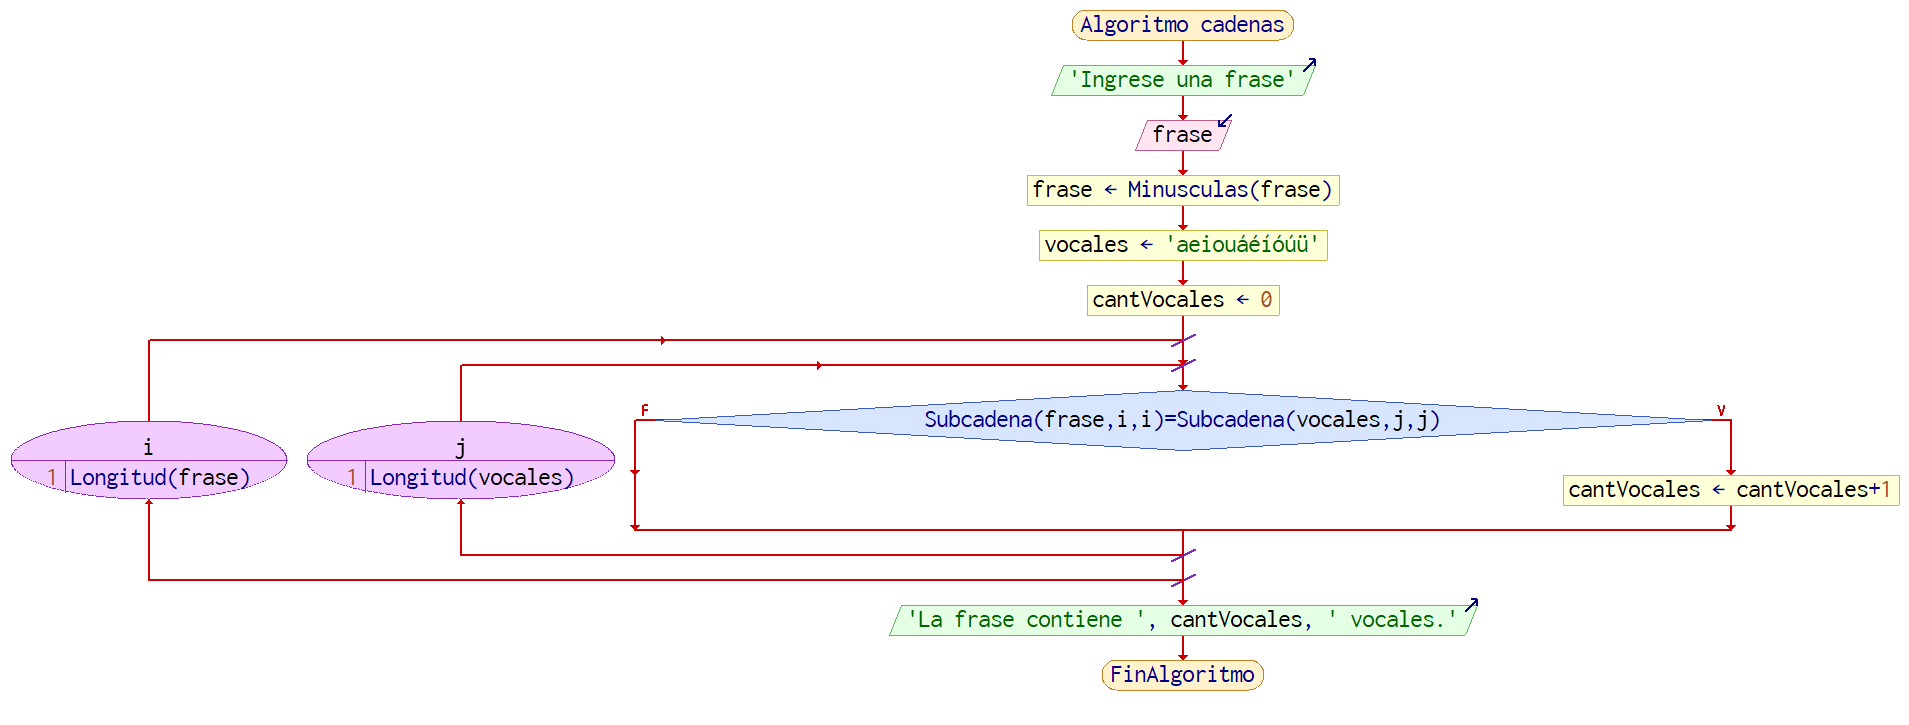 Algoritmo cadenas
'Ingrese una frase'
frase
frase ← Minusculas(frase)
vocales ← 'aeiouáéíóúü'
cantVocales ← 0
i
1 Longitud(frase)
j
1 Longitud(vocales)
F
Subcadena(frase,i,i)=Subcadena(vocales,j,j)
V
cantVocales ← cantVocales+1
'La frase contiene ', cantVocales, ' vocales.'
FinAlgoritmo